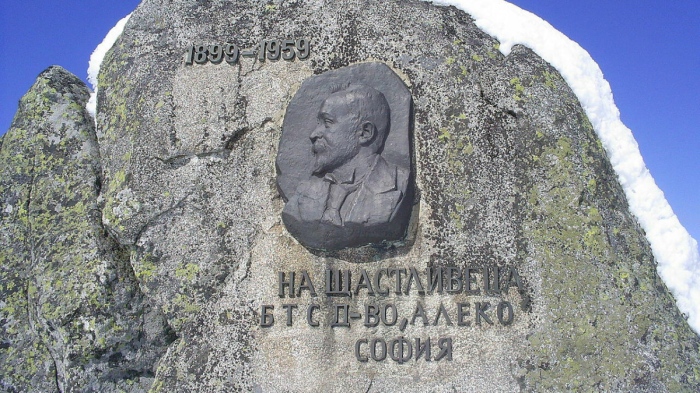 1899-1959
НА ЩАСТЛИВЕЦА
БТС Д-ВО, АЛЕКО
СОФИЯ